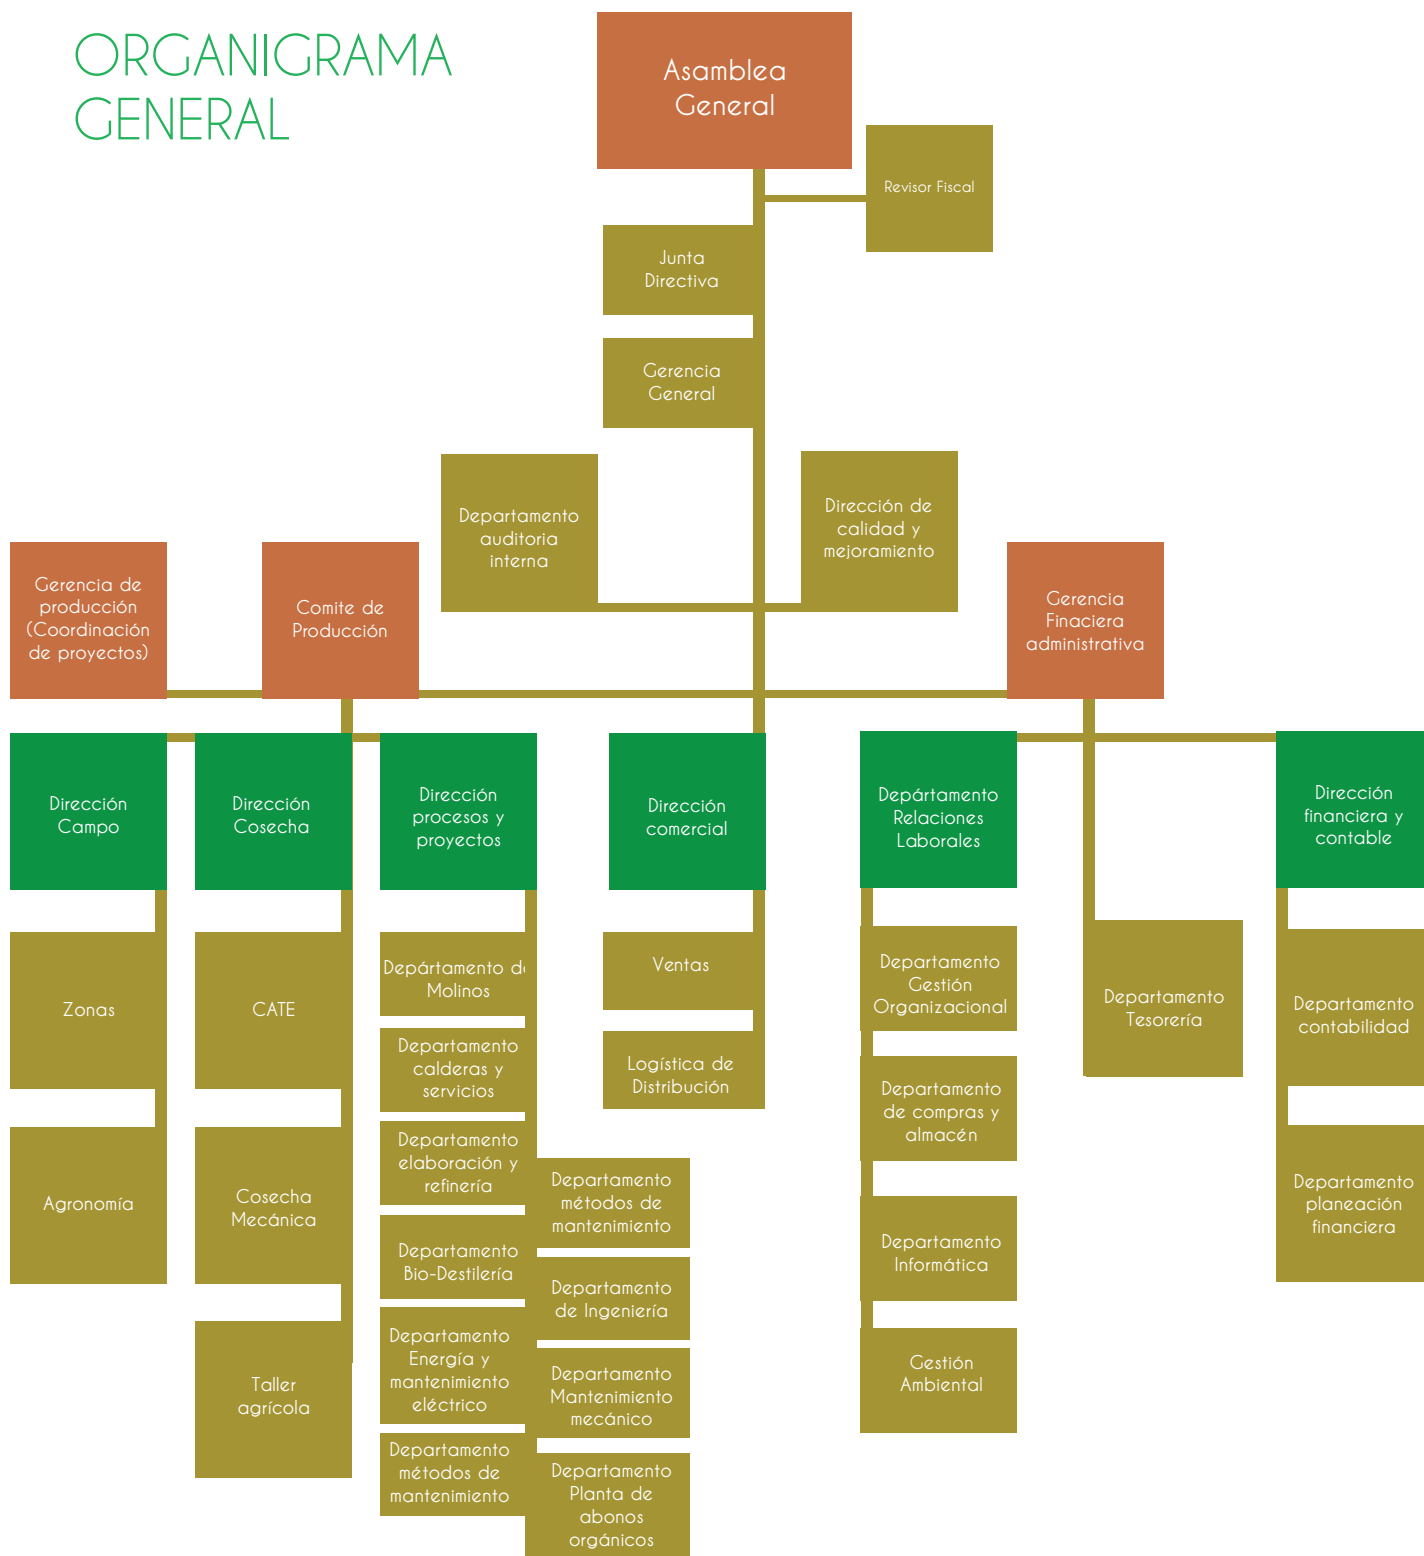 ORGANIGRAMA
GENERAL
Asamblea
General
Revisor Fiscal
Junta
Directiva
Gerencia
General
Departamento
auditoria
interna
Dirección de
calidad y
mejoramiento
Gerencia de
producción
(Coordinación
de proyectos)
Comite de
Producción
Gerencia
Finaciera
administrativa
Dirección
Campo
Dirección
Cosecha
Dirección
procesos y
proyectos
Dirección
comercial
Depártamento
Relaciones
Laborales
Dirección
financiera y
contable
Zonas
Agronomía
CATE
Cosecha
Mecánica
Taller
agrícola
Depártamento de
Molinos
Departamento
calderas y
servicios
Departamento
elaboración y
refinería
Departamento
Bio-Destilería
Departamento
Energía y
mantenimiento
eléctrico
Departamento
métodos de
mantenimiento
Departamento
métodos de
mantenimiento
Departamento
de Ingeniería
Departamento
Mantenimiento
mecánico
Departamento
Planta de
abonos
orgánicos
Ventas
Logística de
Distribución
Departamento
Gestión
Organizacional
Departamento
de compras y
almacén
Departamento
Informática
Gestión
Ambiental
Departamento
Tesorería
Departamento
contabilidad
Departamento
planeación
financiera